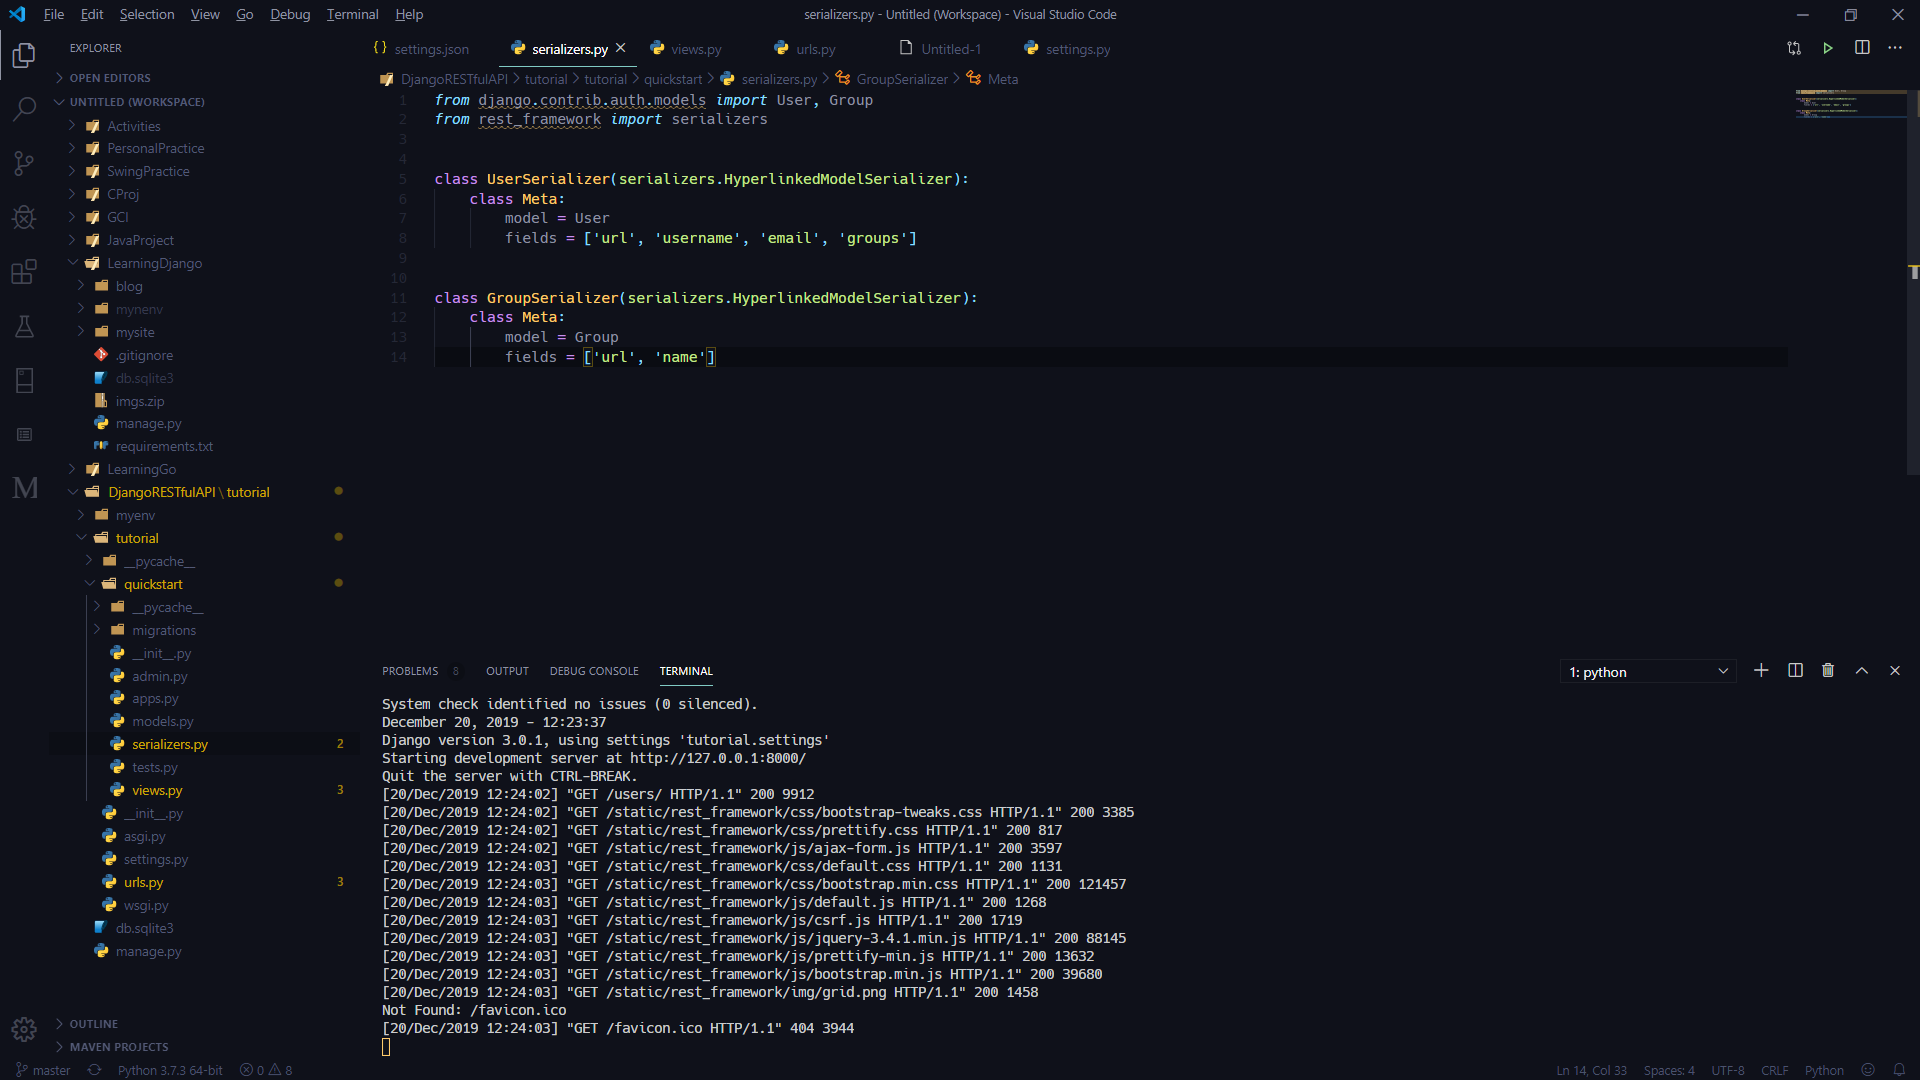 File Edit Selection View Go Debug Terminal Help
serializers.py - Untitled (Workspace) - Visual Studio Code
EXPLORER
OPEN EDITORS
UNTITLED (WORKSPACE)
Activities
PersonalPractice
SwingPractice
CProj
GCI
JavaProject
LearningDjango
blog
mynenv
mysite
.gitignore
db.sqlite3
imgs.zip
manage.py
requirements.txt
LearningGo
DjangoRESTfulAPI \ tutorial
myenv
tutorial
__pycache__
quickstart
__pycache__
migrations
__init__.py
admin.py
apps.py
models.py
serializers.py 2
tests.py
views.py 3
__init__.py
asgi.py
settings.py
urls.py 3
wsgi.py
db.sqlite3
manage.py
OUTLINE
MAVEN PROJECTS
settings.json serializers.py views.py urls.py Untitled-1 settings.py
DjangoRESTfulAPI > tutorial > tutorial > quickstart > serializers.py > GroupSerializer > Meta
1 from django.contrib.auth.models import User, Group
2 from rest_framework import serializers
3
4
5 class UserSerializer(serializers.HyperlinkedModelSerializer):
6 class Meta:
7 model = User
8 fields = ['url', 'username', 'email', 'groups']
9
10
11 class GroupSerializer(serializers.HyperlinkedModelSerializer):
12 class Meta:
13 model = Group
14 fields = ['url', 'name']
PROBLEMS 8 OUTPUT DEBUG CONSOLE TERMINAL
1: python
System check identified no issues (0 silenced).
December 20, 2019 - 12:23:37
Django version 3.0.1, using settings 'tutorial.settings'
Starting development server at http://127.0.0.1:8000/
Quit the server with CTRL-BREAK.
[20/Dec/2019 12:24:02] "GET /users/ HTTP/1.1" 200 9912
[20/Dec/2019 12:24:02] "GET /static/rest_framework/css/bootstrap-tweaks.css HTTP/1.1" 200 3385
[20/Dec/2019 12:24:02] "GET /static/rest_framework/css/prettify.css HTTP/1.1" 200 817
[20/Dec/2019 12:24:02] "GET /static/rest_framework/js/ajax-form.js HTTP/1.1" 200 3597
[20/Dec/2019 12:24:03] "GET /static/rest_framework/css/default.css HTTP/1.1" 200 1131
[20/Dec/2019 12:24:03] "GET /static/rest_framework/css/bootstrap.min.css HTTP/1.1" 200 121457
[20/Dec/2019 12:24:03] "GET /static/rest_framework/js/default.js HTTP/1.1" 200 1268
[20/Dec/2019 12:24:03] "GET /static/rest_framework/js/csrf.js HTTP/1.1" 200 1719
[20/Dec/2019 12:24:03] "GET /static/rest_framework/js/jquery-3.4.1.min.js HTTP/1.1" 200 88145
[20/Dec/2019 12:24:03] "GET /static/rest_framework/js/prettify-min.js HTTP/1.1" 200 13632
[20/Dec/2019 12:24:03] "GET /static/rest_framework/js/bootstrap.min.js HTTP/1.1" 200 39680
[20/Dec/2019 12:24:03] "GET /static/rest_framework/img/grid.png HTTP/1.1" 200 1458
Not Found: /favicon.ico
[20/Dec/2019 12:24:03] "GET /favicon.ico HTTP/1.1" 404 3944
master Python 3.7.3 64-bit 0 8 Ln 14, Col 33 Spaces: 4 UTF-8 CRLF Python